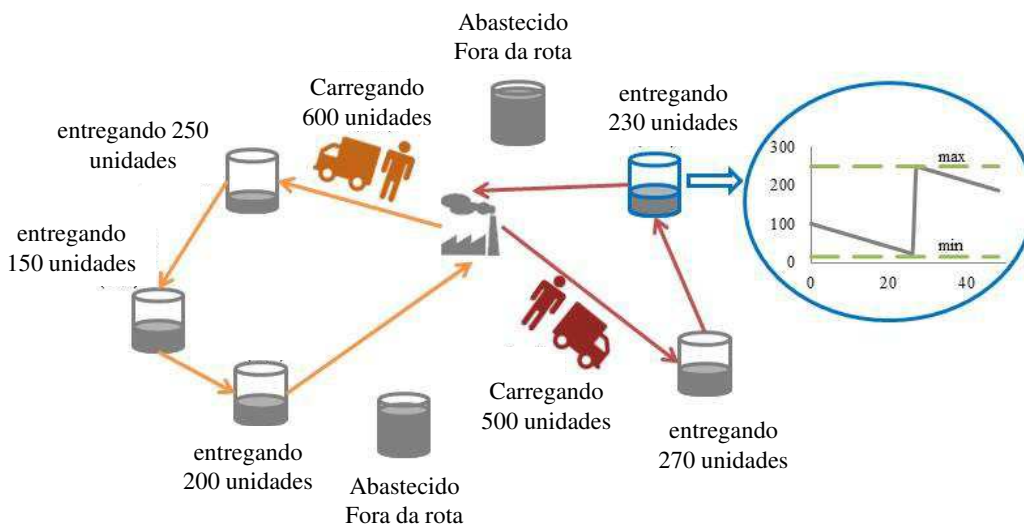 Abastecido
Fora da rota
Carregando
600 unidades
entregando
230 unidades
entregando 250
unidades
entregando
150 unidades
300
200
100
0
max
min
0
20
40
Carregando
500 unidades
entregando
270 unidades
entregando
200 unidades
Abastecido
Fora da rota